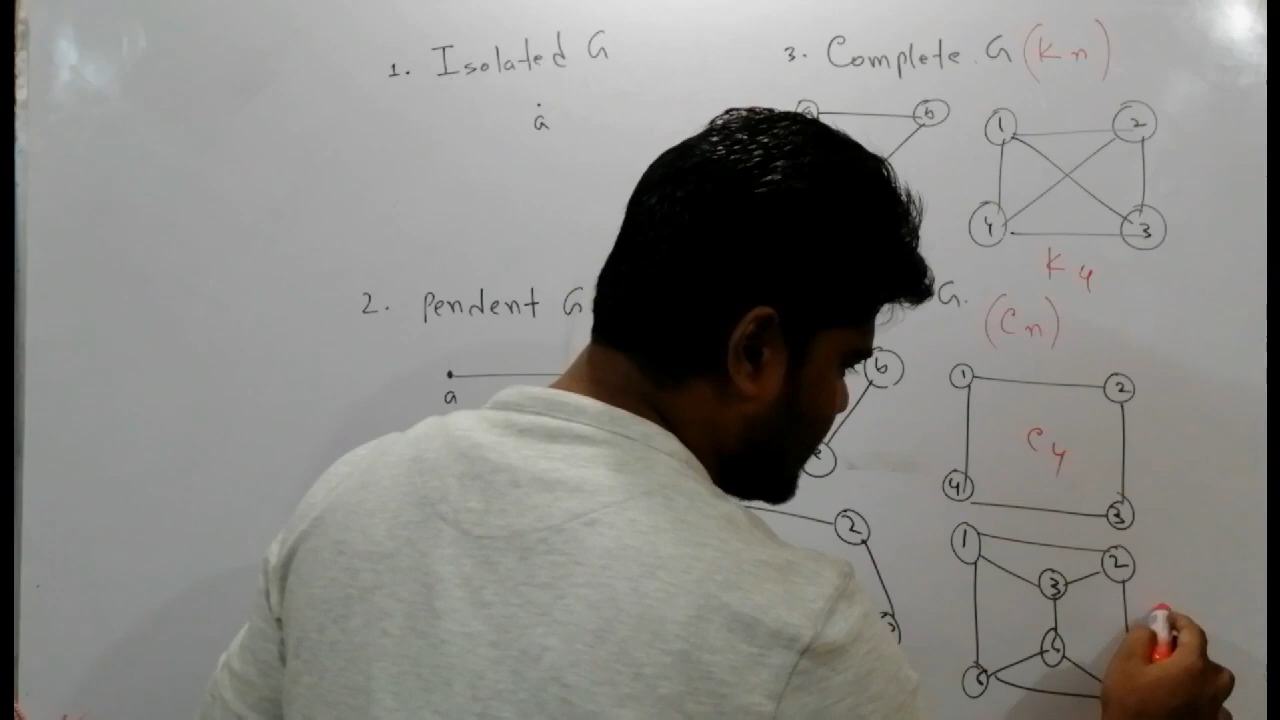 1. Isolated G
a
2. Pendent G
a
3. Complete. G (Kn)
b
1 2
4 3
K4
G. (Cn)
b
1 2
C4
4 3
2
1 2
3